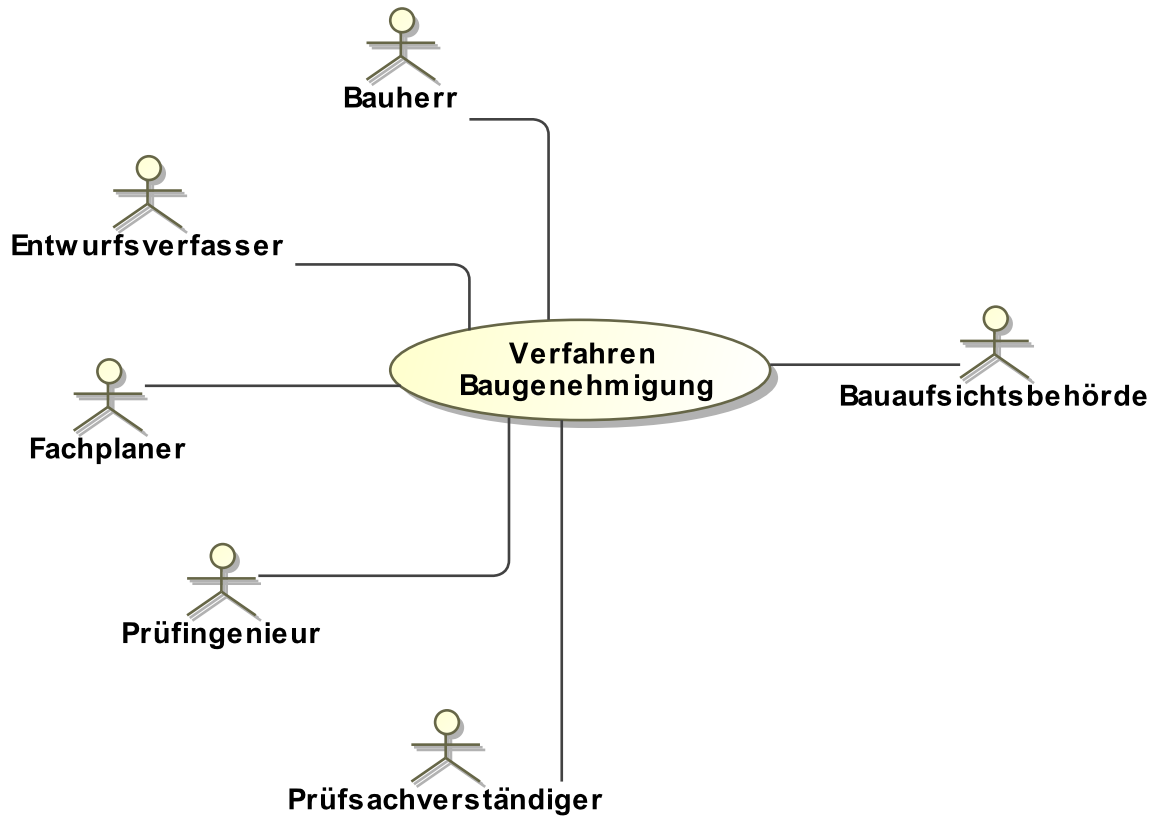 Bauherr
Entwurfsverfasser
Verfahren
Baugenehmigung
Bauaufsichtsbehörde
Fachplaner
Prüfingenieur
Prüfsachverständiger